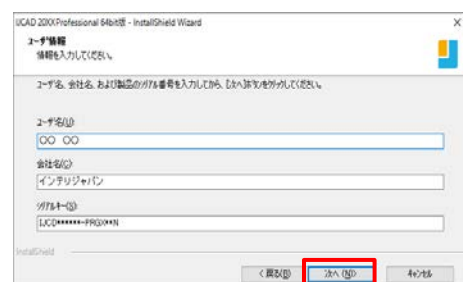 IJCAD 20XX Professional 64bit版 - InstallShield Wizard
ユーザ情報
情報を入力してください。
ユーザ名、会社名、および製品のシリアル番号を入力してから、[次へ]ボタンをクリックしてください。
ユーザ名(U)
〇〇 〇〇
会社名(C)
インテリジャパン
シリアルキー(S)
IJCD******-PRGX**N
InstallShield
< 戻る(B)
次へ (N)>
キャンセル